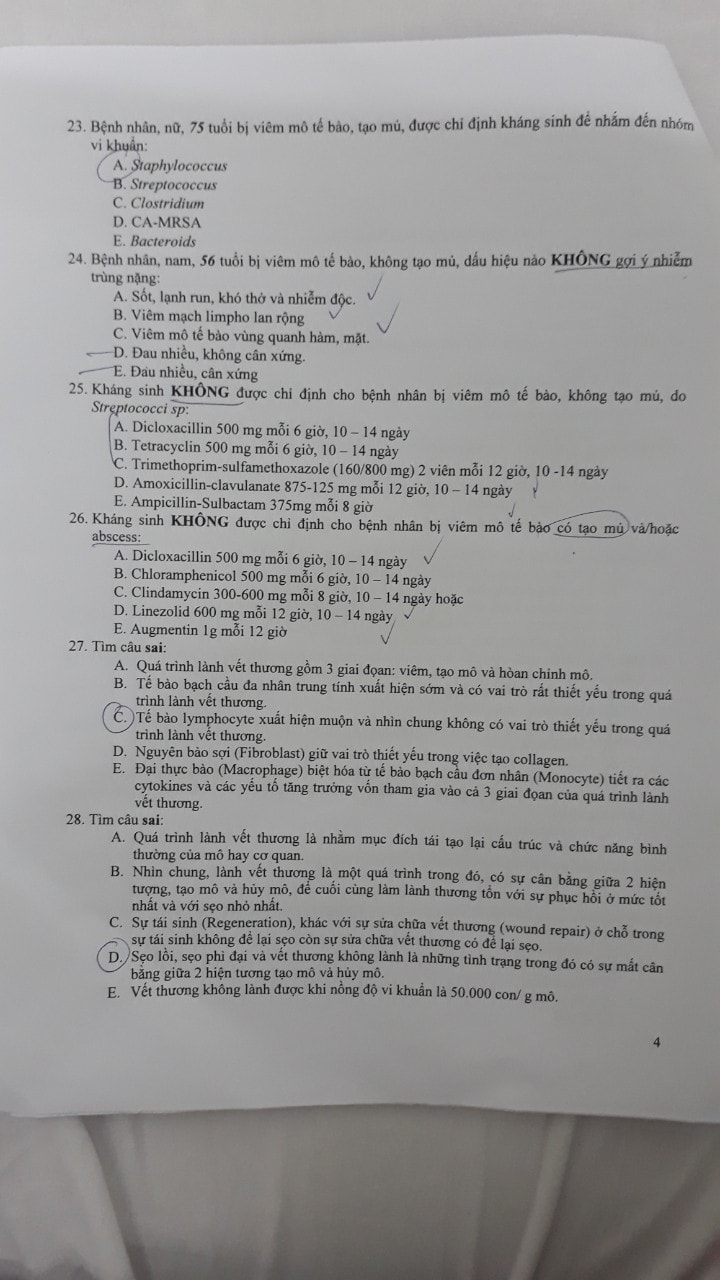 23. Bệnh nhân, nữ, 75 tuổi bị viêm mô tế bào, tạo mủ, được chỉ định kháng sinh để nhắm đến nhóm
vi khuẩn:
A. Staphylococcus
B. Streptococcus
C. Clostridium
D. CA-MRSA
E. Bacteroids
24. Bệnh nhân, nam, 56 tuổi bị viêm mô tế bào, không tạo mủ, dấu hiệu nào KHÔNG gợi ý nhiễm
trùng nặng:
A. Sốt, lạnh run, khó thở và nhiễm độc.
B. Viêm mạch limpho lan rộng
C. Viêm mô tế bào vùng quanh hàm, mặt.
D. Đau nhiều, không cân xứng.
E. Đau nhiều, cân xứng
25. Kháng sinh KHÔNG được chỉ định cho bệnh nhân bị viêm mô tế bào, không tạo mủ, do
Streptococci sp:
A. Dicloxacillin 500 mg mỗi 6 giờ, 10 – 14 ngày
B. Tetracyclin 500 mg mỗi 6 giờ, 10 – 14 ngày
C. Trimethoprim-sulfamethoxazole (160/800 mg) 2 viên mỗi 12 giờ, 10 -14 ngày
D. Amoxicillin-clavulanate 875-125 mg mỗi 12 giờ, 10 – 14 ngày
E. Ampicillin-Sulbactam 375mg mỗi 8 giờ
26. Kháng sinh KHÔNG được chỉ định cho bệnh nhân bị viêm mô tế bào có tạo mủ và/hoặc
abscess:
A. Dicloxacillin 500 mg mỗi 6 giờ, 10 – 14 ngày
B. Chloramphenicol 500 mg mỗi 6 giờ, 10 – 14 ngày
C. Clindamycin 300-600 mg mỗi 8 giờ, 10 – 14 ngày hoặc
D. Linezolid 600 mg mỗi 12 giờ, 10 – 14 ngày
E. Augmentin 1g mỗi 12 giờ
27. Tìm câu sai:
A. Quá trình lành vết thương gồm 3 giai đọan: viêm, tạo mô và hòan chỉnh mô.
B. Tế bào bạch cầu đa nhân trung tính xuất hiện sớm và có vai trò rất thiết yếu trong quá
trình lành vết thương.
C. Tế bào lymphocyte xuất hiện muộn và nhìn chung không có vai trò thiết yếu trong quá
trình lành vết thương.
D. Nguyên bào sợi (Fibroblast) giữ vai trò thiết yếu trong việc tạo collagen.
E. Đại thực bào (Macrophage) biệt hóa từ tế bào bạch cầu đơn nhân (Monocyte) tiết ra các
cytokines và các yếu tố tăng trưởng vốn tham gia vào cả 3 giai đọan của quá trình lành
vết thương.
28. Tìm câu sai:
A. Quá trình lành vết thương là nhằm mục đích tái tạo lại cấu trúc và chức năng bình
thường của mô hay cơ quan.
B. Nhìn chung, lành vết thương là một quá trình trong đó, có sự cân bằng giữa 2 hiện
tượng, tạo mô và hủy mô, để cuối cùng làm lành thương tổn với sự phục hồi ở mức tốt
nhất và với sẹo nhỏ nhất.
C. Sự tái sinh (Regeneration), khác với sự sửa chữa vết thương (wound repair) ở chỗ trong
sự tái sinh không để lại sẹo còn sự sửa chữa vết thương có để lại sẹo.
D. Sẹo lồi, sẹo phì đại và vết thương không lành là những tình trạng trong đó có sự mất cân
bằng giữa 2 hiện tương tạo mô và hủy mô.
E. Vết thương không lành được khi nồng độ vi khuẩn là 50.000 con/ g mô.
4